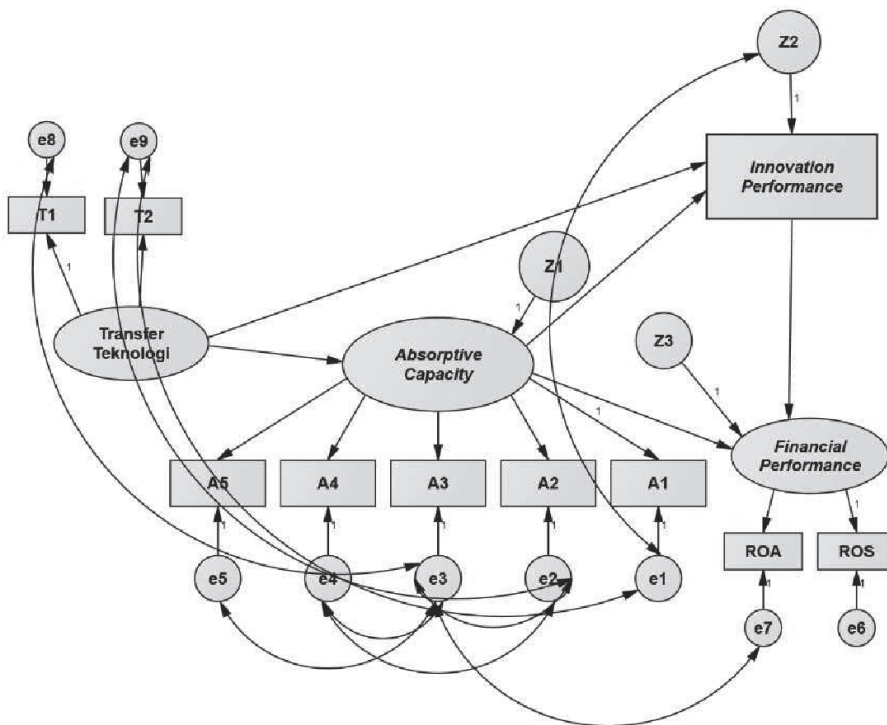 Z2
1
e8
e9
Innovation
Performance
T1
T2
1
Z1
1
Transfer
Teknologi
Absorptive
Capacity
Z3
1
1
Financial
Performance
1
A5
A4
A3
A2
A1
1
1
1
1
1
ROA
ROS
e5
e4
e3
e2
e1
1
1
e7
e6